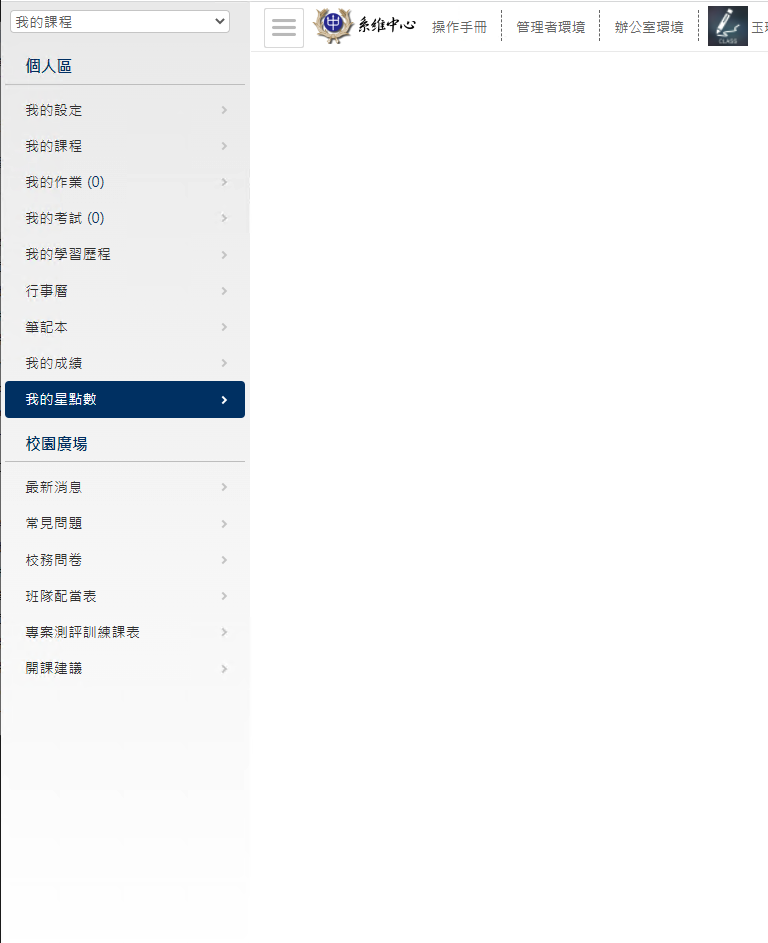 我的課程
系維中心
操作手冊
管理者環境
辦公室環境
CLASS
個人區
我的設定
我的課程
我的作業 (0)
我的考試 (0)
我的學習歷程
行事曆
筆記本
我的成績
我的星點數
校園廣場
最新消息
常見問題
校務問卷
班隊配當表
專案測評訓練課表
開課建議